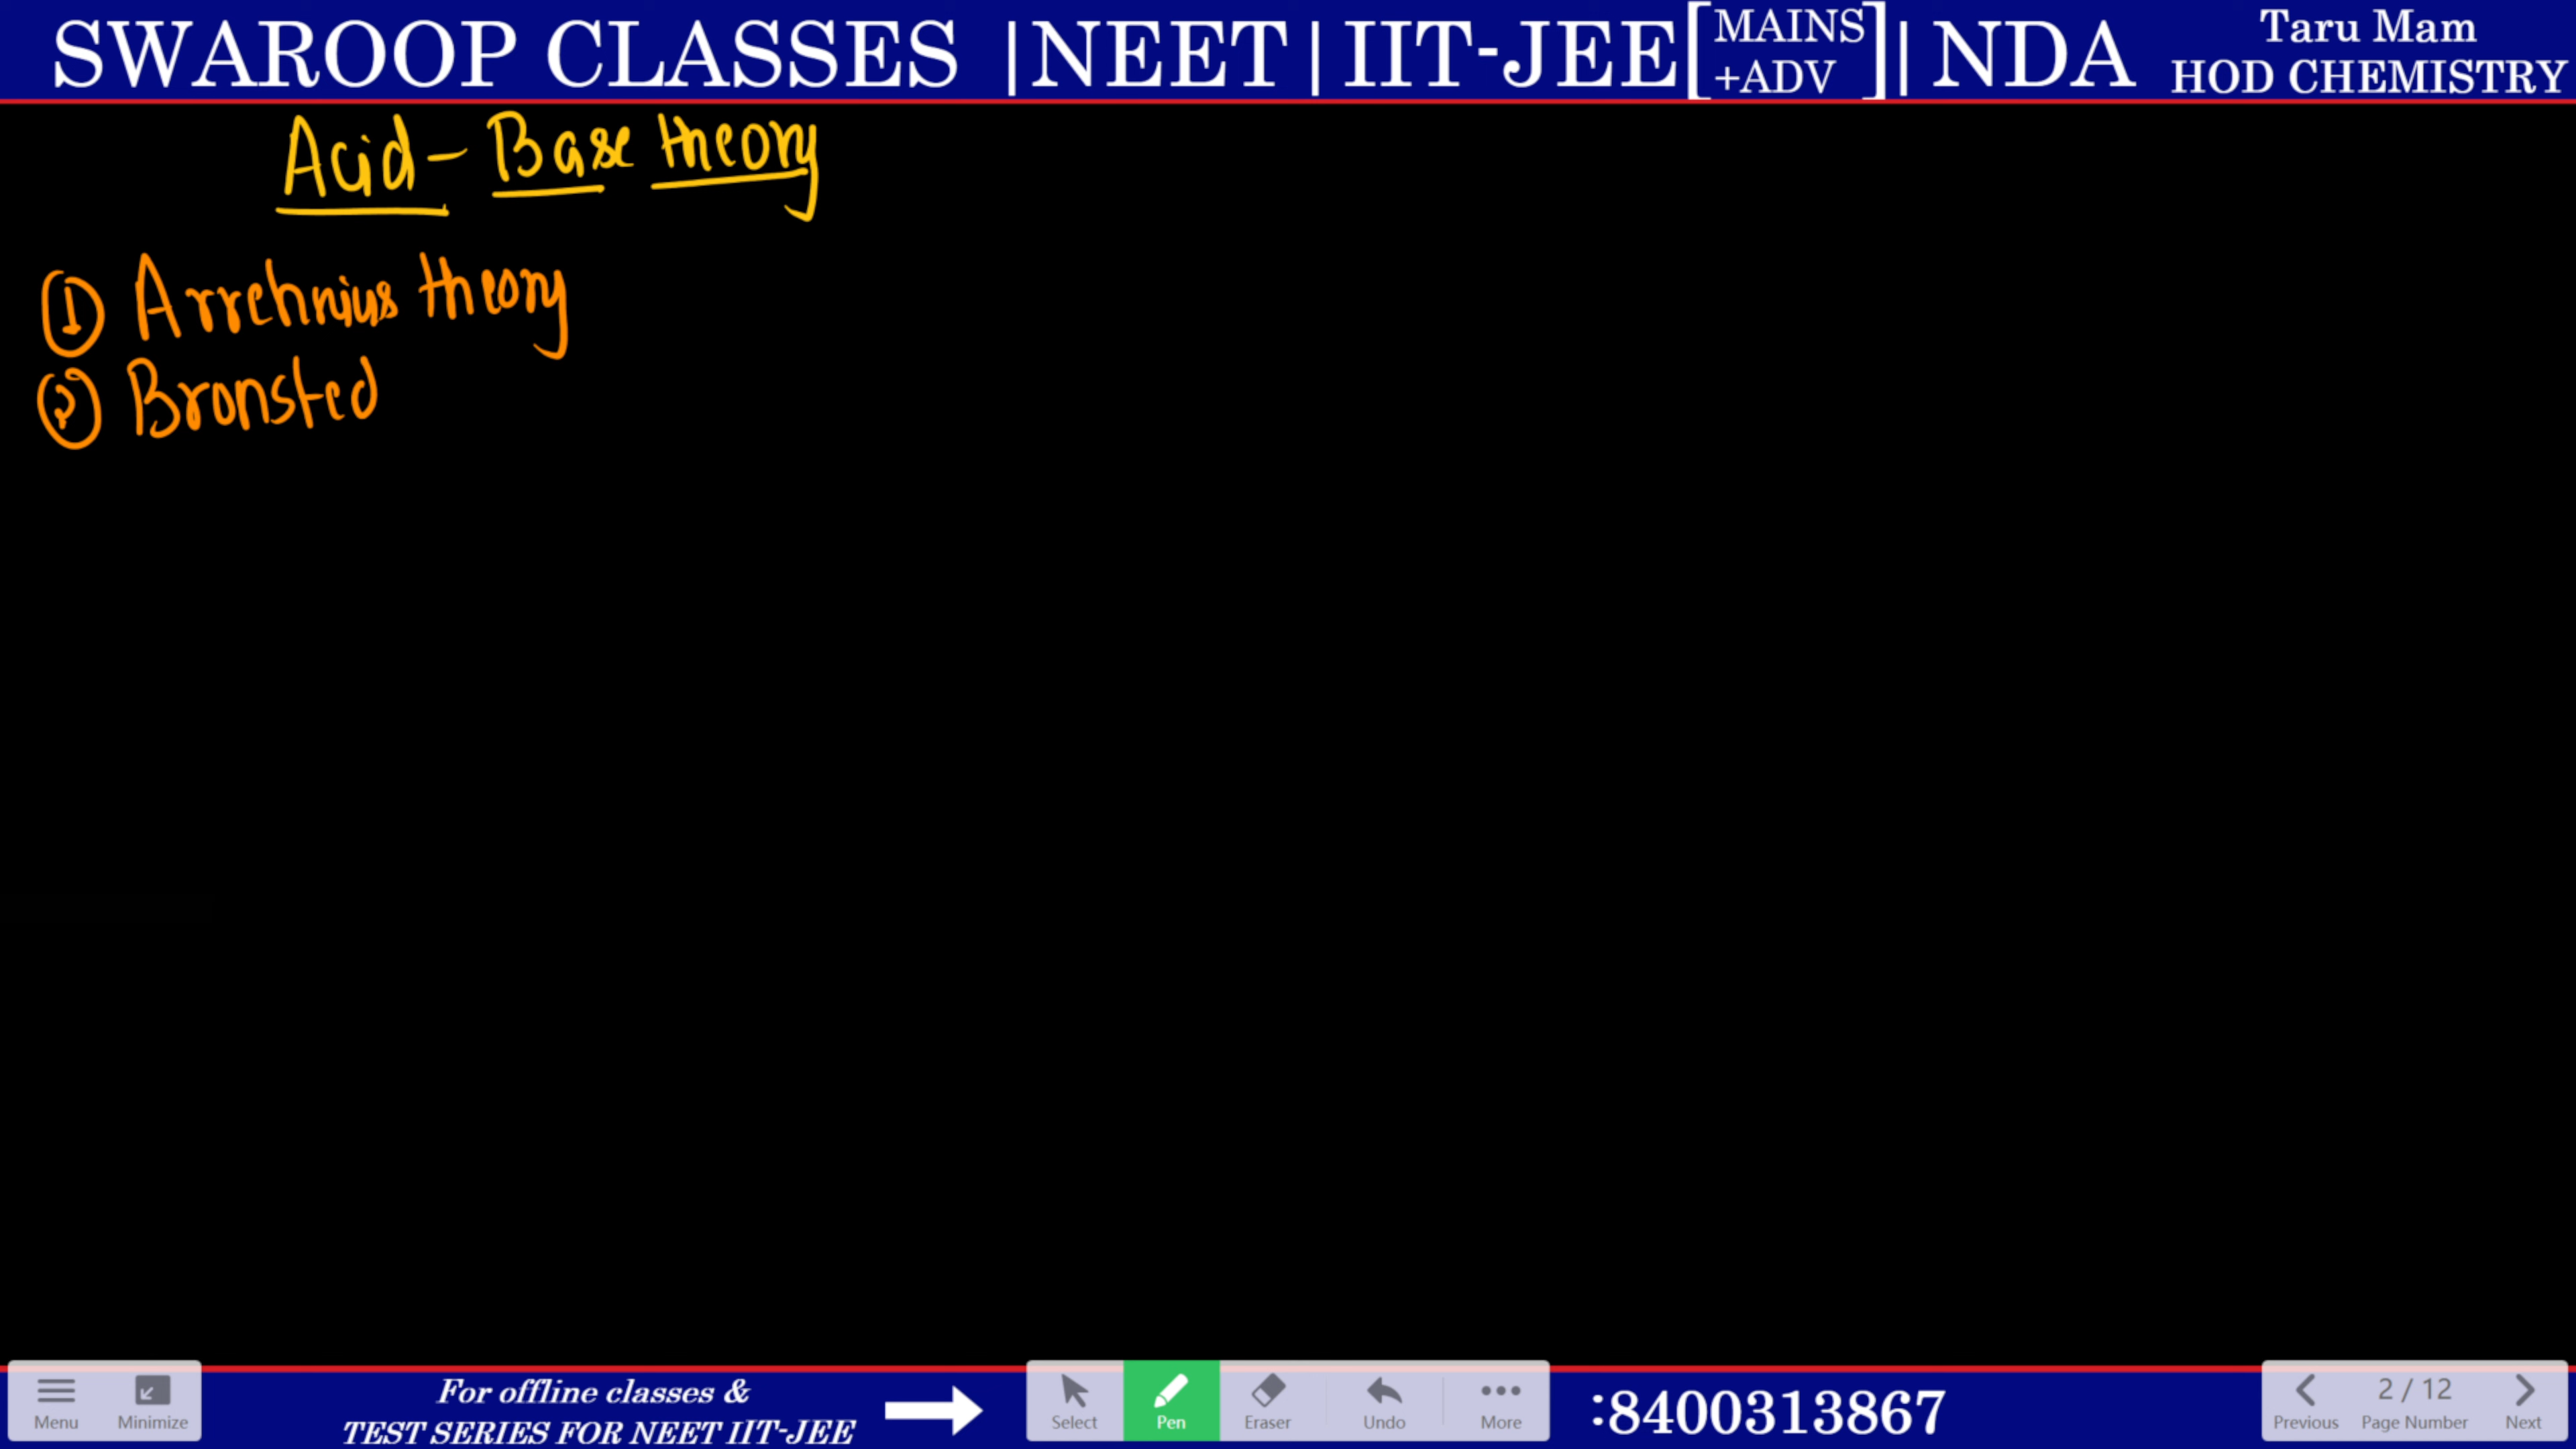 SWAROOP CLASSES |NEET| IIT-JEE[MAINS +ADV]| NDA
Taru Mam
HOD CHEMISTRY
Acid - Base theory
① Arrehnius theory
② Bronsted
Menu
Minimize
For offline classes &
TEST SERIES FOR NEET IIT-JEE
Select
Pen
Eraser
Undo
More
:8400313867
Previous
2 / 12
Page Number
Next